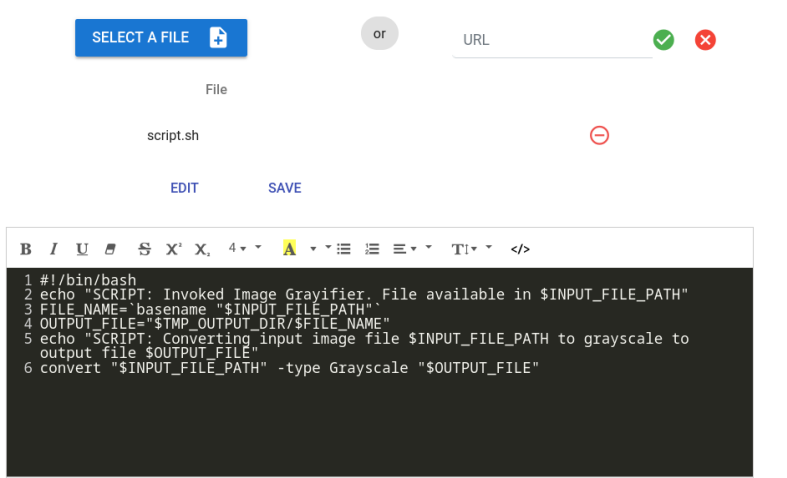 SELECT A FILE
or
URL
File
script.sh
EDIT SAVE
B I U S X² X₂ 4 A T </>
1 #!/bin/bash
2 echo "SCRIPT: Invoked Image Grayifier. File available in $INPUT_FILE_PATH"
3 FILE_NAME=`basename "$INPUT_FILE_PATH"`
4 OUTPUT_FILE="$TMP_OUTPUT_DIR/$FILE_NAME"
5 echo "SCRIPT: Converting input image file $INPUT_FILE_PATH to grayscale to
output file $OUTPUT_FILE"
6 convert "$INPUT_FILE_PATH" -type Grayscale "$OUTPUT_FILE"